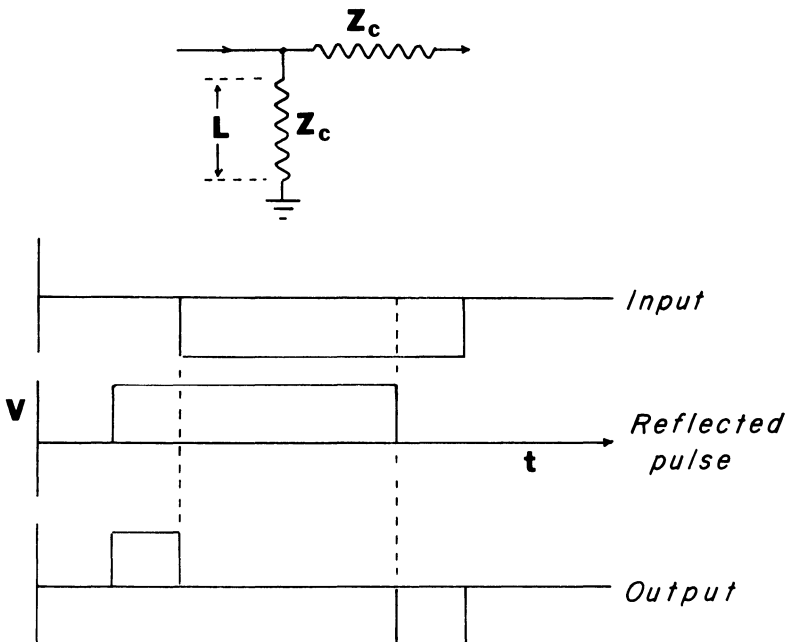 Zc
L
Zc
Input
V
Reflected
pulse
t
Output